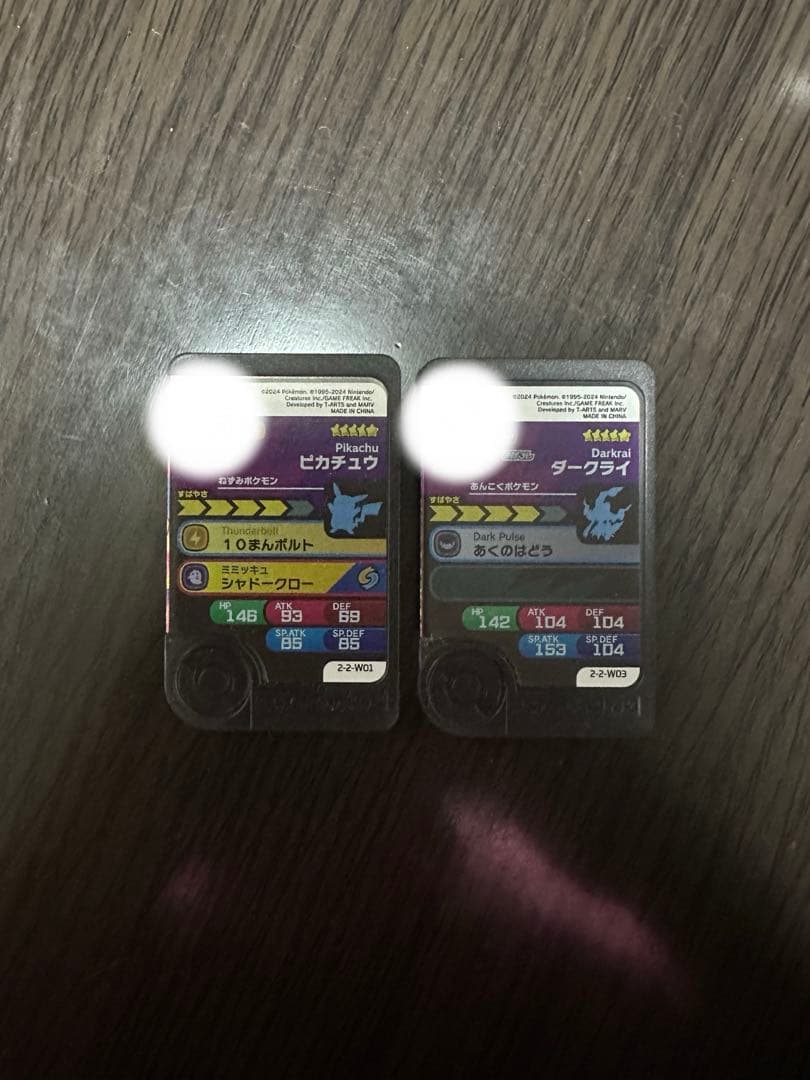 ©2024 Pokémon. ©1995-2024 Nintendo/
Creatures Inc./GAME FREAK Inc.
Developed by T-ARTS and MARV
MADE IN CHINA
Pikachu
ピカチュウ
ねずみポケモン
すばやさ
Thunderbolt
10まんボルト
ミミッキュ
シャドークロー
HP ATK DEF
146 93 69
SP.ATK SP.DEF
85 85
2-2-W01
©2024 Pokémon. ©1995-2024 Nintendo/
Creatures Inc./GAME FREAK Inc.
Developed by T-ARTS and MARV
MADE IN CHINA
Darkrai
ダークライ
あんこくポケモン
すばやさ
Dark Pulse
あくのはどう
HP ATK DEF
142 104 104
SP.ATK SP.DEF
153 104
2-2-W03